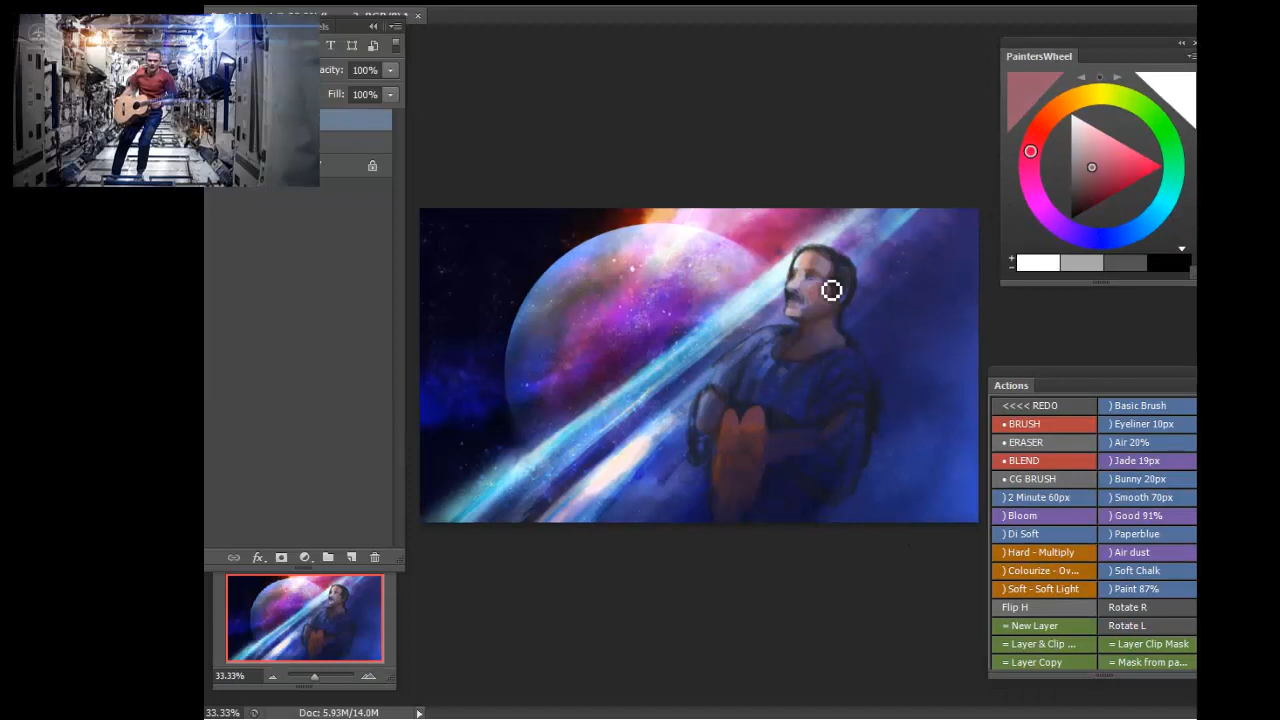 els
acity: 100%
Fill: 100%
PaintersWheel
Actions
<<<< REDO
) Basic Brush
• BRUSH
) Eyeliner 10px
• ERASER
) Air 20%
• BLEND
) Jade 19px
• CG BRUSH
) Bunny 20px
) 2 Minute 60px
) Smooth 70px
) Bloom
) Good 91%
) Di Soft
) Paperblue
) Hard - Multiply
) Air dust
) Colourize - Ov...
) Soft Chalk
) Soft - Soft Light
) Paint 87%
Flip H
Rotate R
= New Layer
Rotate L
= Layer & Clip ...
= Layer Clip Mask
= Layer Copy
= Mask from pa...
fx
33.33%
33.33%
Doc: 5.93M/14.0M